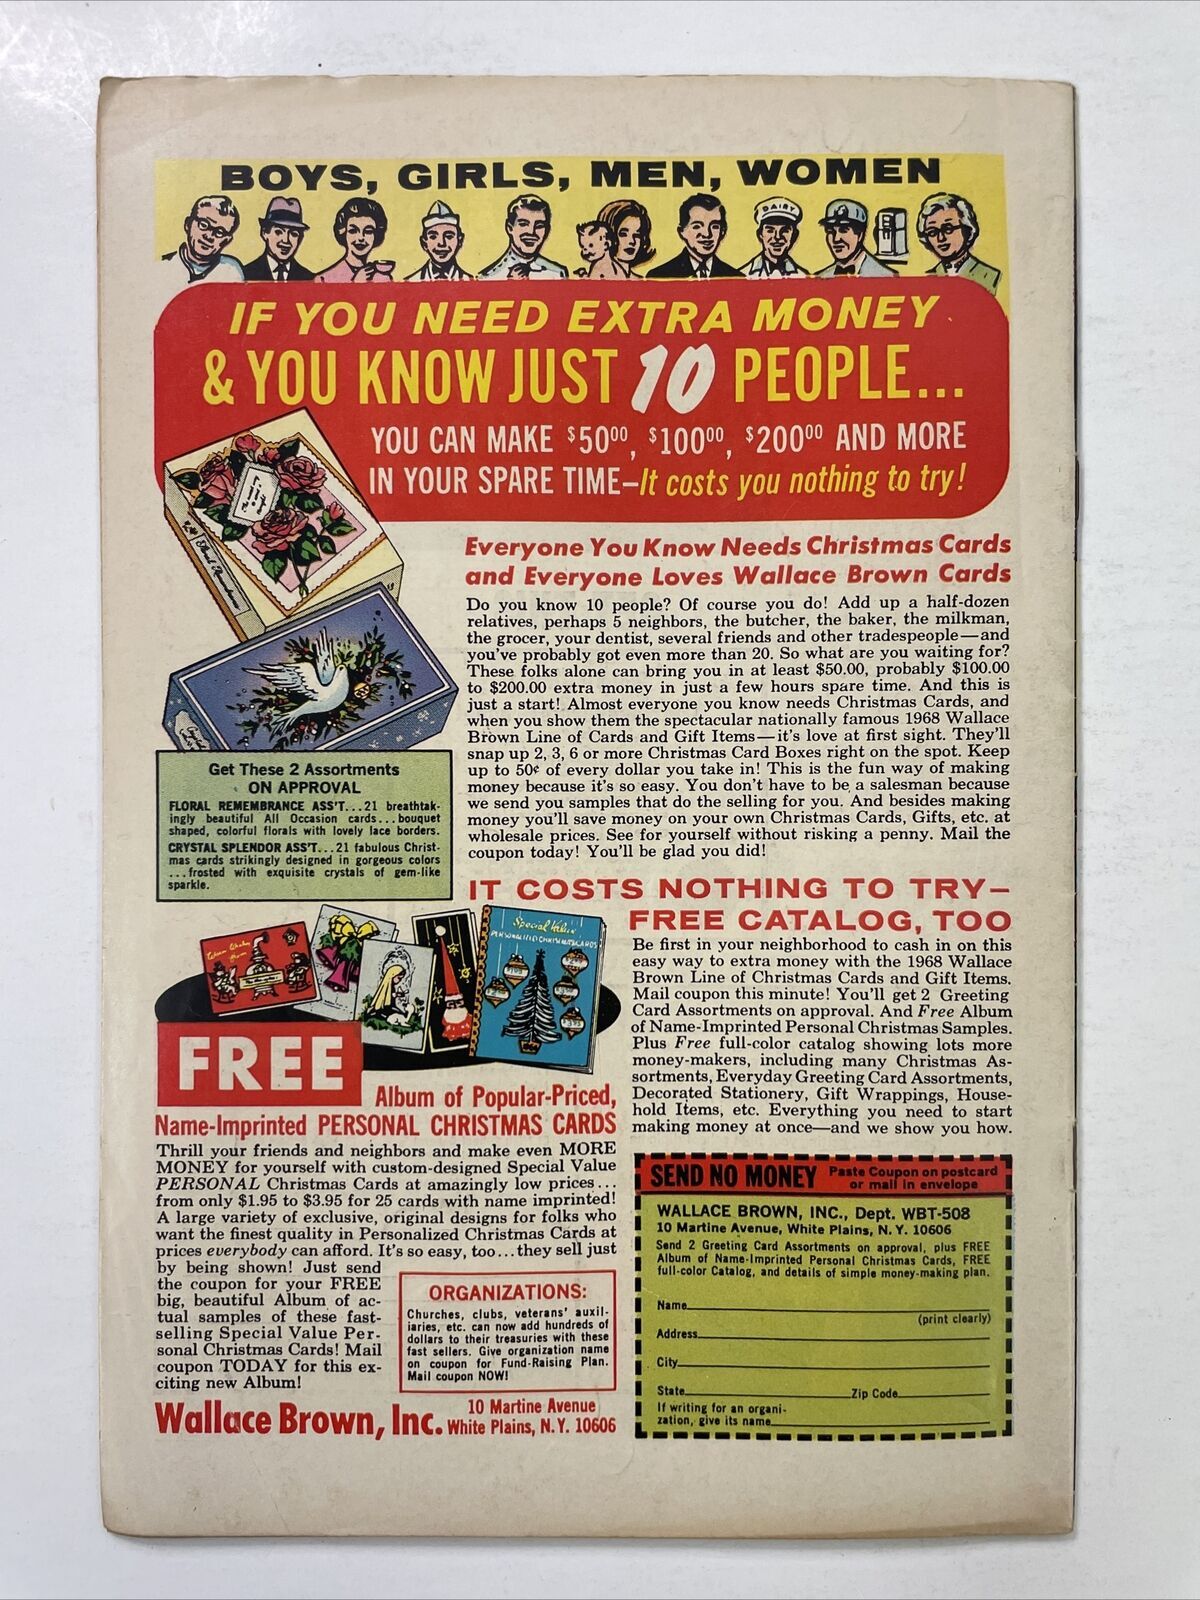 BOYS, GIRLS, MEN, WOMEN
DAIRY
IF YOU NEED EXTRA MONEY
& YOU KNOW JUST 10 PEOPLE...
YOU CAN MAKE $50.00, $100.00, $200.00 AND MORE
IN YOUR SPARE TIME—It costs you nothing to try!
Everyone You Know Needs Christmas Cards
and Everyone Loves Wallace Brown Cards
Do you know 10 people? Of course you do! Add up a half-dozen
relatives, perhaps 5 neighbors, the butcher, the baker, the milkman,
the grocer, your dentist, several friends and other tradespeople—and
you've probably got even more than 20. So what are you waiting for?
These folks alone can bring you in at least $50.00, probably $100.00
to $200.00 extra money in just a few hours spare time. And this is
just a start! Almost everyone you know needs Christmas Cards, and
when you show them the spectacular nationally famous 1968 Wallace
Brown Line of Cards and Gift Items—it's love at first sight. They'll
snap up 2, 3, 6 or more Christmas Card Boxes right on the spot. Keep
up to 50¢ of every dollar you take in! This is the fun way of making
money because it's so easy. You don't have to be a salesman because
we send you samples that do the selling for you. And besides making
money you'll save money on your own Christmas Cards, Gifts, etc. at
wholesale prices. See for yourself without risking a penny. Mail the
coupon today! You'll be glad you did!
Get These 2 Assortments
ON APPROVAL
FLORAL REMEMBRANCE ASS'T...21 breathtak-
ingly beautiful All Occasion cards...bouquet
shaped, colorful florals with lovely lace borders.
CRYSTAL SPLENDOR ASS'T...21 fabulous Christ-
mas cards strikingly designed in gorgeous colors
...frosted with exquisite crystals of gem-like
sparkle.
IT COSTS NOTHING TO TRY—
FREE CATALOG, TOO
Be first in your neighborhood to cash in on this
easy way to extra money with the 1968 Wallace
Brown Line of Christmas Cards and Gift Items.
Mail coupon this minute! You'll get 2 Greeting
Card Assortments on approval. And Free Album
of Name-Imprinted Personal Christmas Samples.
Plus Free full-color catalog showing lots more
money-makers, including many Christmas As-
sortments, Everyday Greeting Card Assortments,
Decorated Stationery, Gift Wrappings, House-
hold Items, etc. Everything you need to start
making money at once—and we show you how.
Special Value
PERSONALIZED CHRISTMAS CARDS
FREE
Album of Popular-Priced,
Name-Imprinted PERSONAL CHRISTMAS CARDS
Thrill your friends and neighbors and make even MORE
MONEY for yourself with custom-designed Special Value
PERSONAL Christmas Cards at amazingly low prices...
from only $1.95 to $3.95 for 25 cards with name imprinted!
A large variety of exclusive, original designs for folks who
want the finest quality in Personalized Christmas Cards at
prices everybody can afford. It's so easy, too...they sell just
by being shown! Just send
the coupon for your FREE
big, beautiful Album of ac-
tual samples of these fast-
selling Special Value Per-
sonal Christmas Cards! Mail
coupon TODAY for this ex-
citing new Album!
ORGANIZATIONS:
Churches, clubs, veterans' auxil-
iaries, etc. can now add hundreds of
dollars to their treasuries with these
fast sellers. Give organization name
on coupon for Fund-Raising Plan.
Mail coupon NOW!
Wallace Brown, Inc. 10 Martine Avenue
White Plains, N.Y. 10606
SEND NO MONEY Paste Coupon on postcard
or mail in envelope
WALLACE BROWN, INC., Dept. WBT-508
10 Martine Avenue, White Plains, N.Y. 10606
Send 2 Greeting Card Assortments on approval, plus FREE
Album of Name-Imprinted Personal Christmas Cards, FREE
full-color Catalog, and details of simple money-making plan.
Name
(print clearly)
Address
City
State Zip Code
If writing for an organi-
zation, give its name